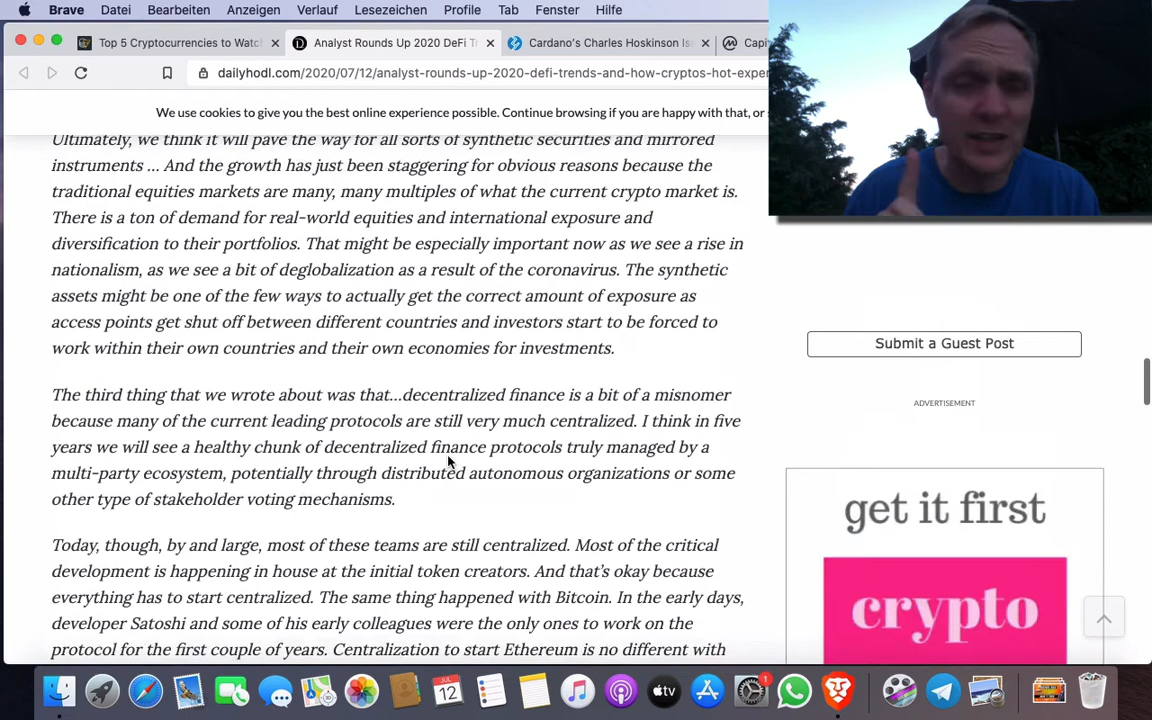 Brave Datei Bearbeiten Anzeigen Verlauf Lesezeichen Profile Tab Fenster Hilfe
Top 5 Cryptocurrencies to Watc
Analyst Rounds Up 2020 DeFi T
Cardano's Charles Hoskinson Is
Capi
dailyhodl.com/2020/07/12/analyst-rounds-up-2020-defi-trends-and-how-cryptos-hot-exper
We use cookies to give you the best online experience possible. Continue browsing if you are happy with that, or
Ultimately, we think it will pave the way for all sorts of synthetic securities and mirrored
instruments … And the growth has just been staggering for obvious reasons because the
traditional equities markets are many, many multiples of what the current crypto market is.
There is a ton of demand for real-world equities and international exposure and
diversification to their portfolios. That might be especially important now as we see a rise in
nationalism, as we see a bit of deglobalization as a result of the coronavirus. The synthetic
assets might be one of the few ways to actually get the correct amount of exposure as
access points get shut off between different countries and investors start to be forced to
work within their own countries and their own economies for investments.
The third thing that we wrote about was that…decentralized finance is a bit of a misnomer
because many of the current leading protocols are still very much centralized. I think in five
years we will see a healthy chunk of decentralized finance protocols truly managed by a
multi-party ecosystem, potentially through distributed autonomous organizations or some
other type of stakeholder voting mechanisms.
Today, though, by and large, most of these teams are still centralized. Most of the critical
development is happening in house at the initial token creators. And that's okay because
everything has to start centralized. The same thing happened with Bitcoin. In the early days,
developer Satoshi and some of his early colleagues were the only ones to work on the
protocol for the first couple of years. Centralization to start Ethereum is no different with
Submit a Guest Post
ADVERTISEMENT
get it first
crypto
JUL
12
tv
1